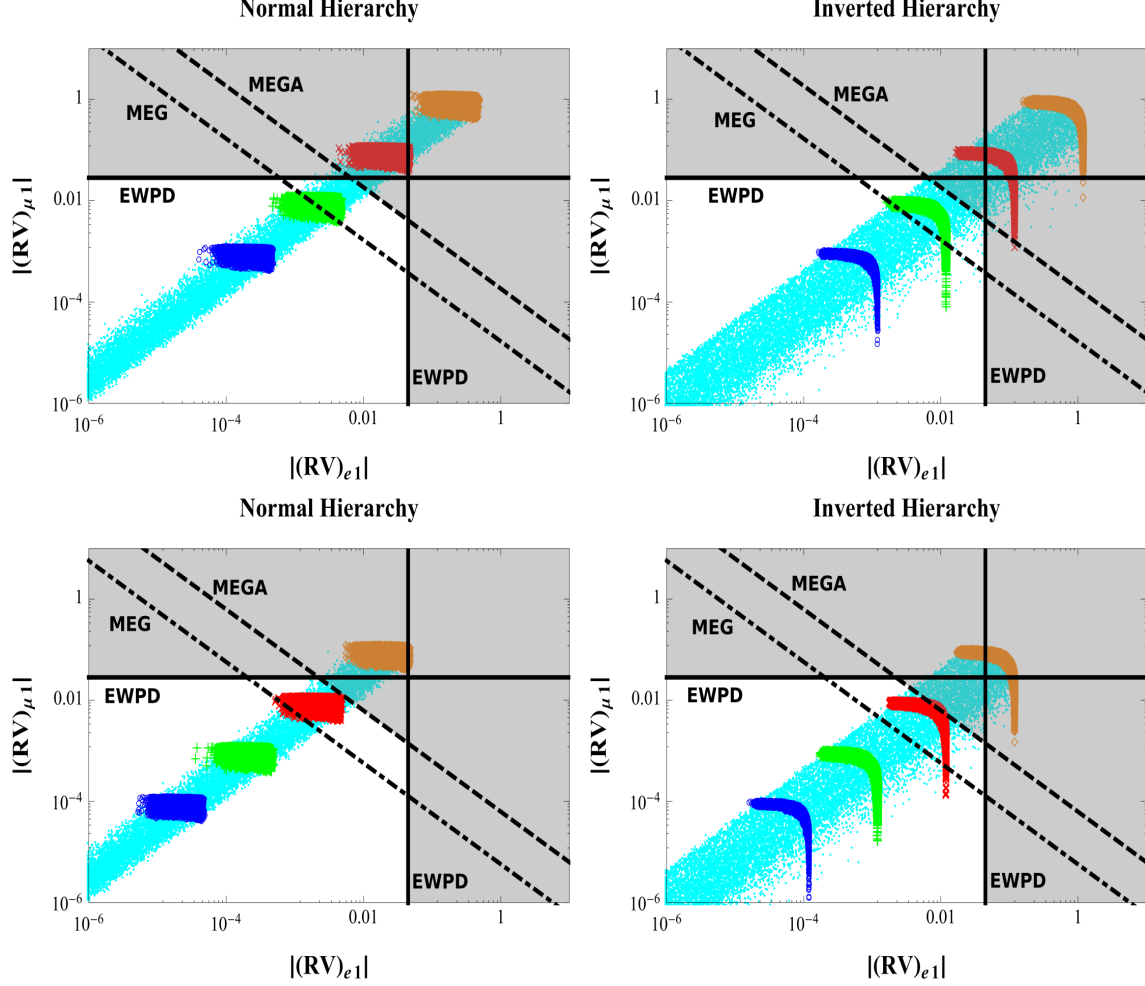 Normal Hierarchy
Inverted Hierarchy
MEGA
MEG
EWPD
EWPD
|(RV)μ1|
1
0.01
10⁻⁴
10⁻⁶
10⁻⁶
10⁻⁴
0.01
1
|(RV)e1|
MEGA
MEG
EWPD
EWPD
|(RV)μ1|
1
0.01
10⁻⁴
10⁻⁶
10⁻⁶
10⁻⁴
0.01
1
|(RV)e1|
Normal Hierarchy
Inverted Hierarchy
MEGA
MEG
EWPD
EWPD
|(RV)μ1|
1
0.01
10⁻⁴
10⁻⁶
10⁻⁶
10⁻⁴
0.01
1
|(RV)e1|
MEGA
MEG
EWPD
EWPD
|(RV)μ1|
1
0.01
10⁻⁴
10⁻⁶
10⁻⁶
10⁻⁴
0.01
1
|(RV)e1|